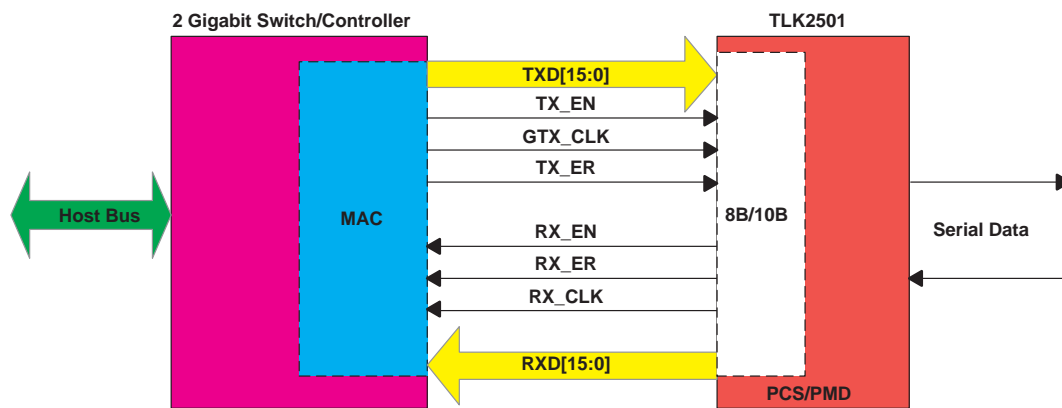 2 Gigabit Switch/Controller
TLK2501
TXD[15:0]
TX_EN
GTX_CLK
TX_ER
Host Bus
MAC
8B/10B
Serial Data
RX_EN
RX_ER
RX_CLK
RXD[15:0]
PCS/PMD